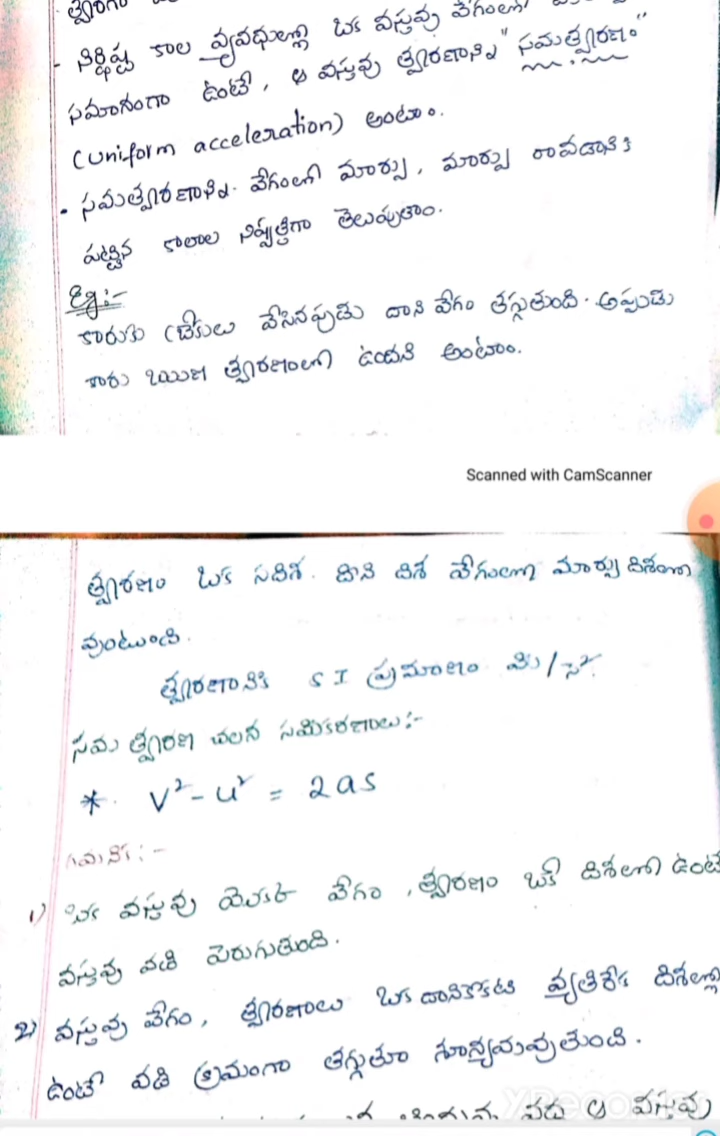 - నిర్ధిష్ట కాల వ్యవధుల్లో ఒక వస్తువు వేగంలో
సమానంగా ఉంటే, ఆ వస్తువు త్వరణాన్ని "సమత్వరణం"
(uniform acceleration) అంటాం.
• సమత్వరణాన్ని వేగంలో మార్పు, మార్పు రావడానికి
పట్టిన కాలాల నిష్పత్తిగా తెలుపుతాం.
Eg:-
కారుకు బ్రేకులు వేసినపుడు దాని వేగం తగ్గుతుంది. అప్పుడు
కారు ఋణ త్వరణంలో ఉందని అంటాం.
Scanned with CamScanner
త్వరణం ఒక సదిశ. దీని దిశ వేగంలో మార్పు దిశలో
వుంటుంది.
త్వరణానికి SI ప్రమాణం మీ/సె².
సమ త్వరణ చలన సమీకరణాలు:-
*. V² - u² = 2as
గమనిక:-
1) ఒక వస్తువు యొక్క వేగం, త్వరణం ఒకే దిశలో ఉంటే
వస్తువు వడి పెరుగుతుంది.
2) వస్తువు వేగం, త్వరణాలు ఒకదానికొకటి వ్యతిరేక దిశల్లో
ఉంటే వడి క్రమంగా తగ్గుతూ శూన్యమవుతుంది.
ఆ వస్తువు